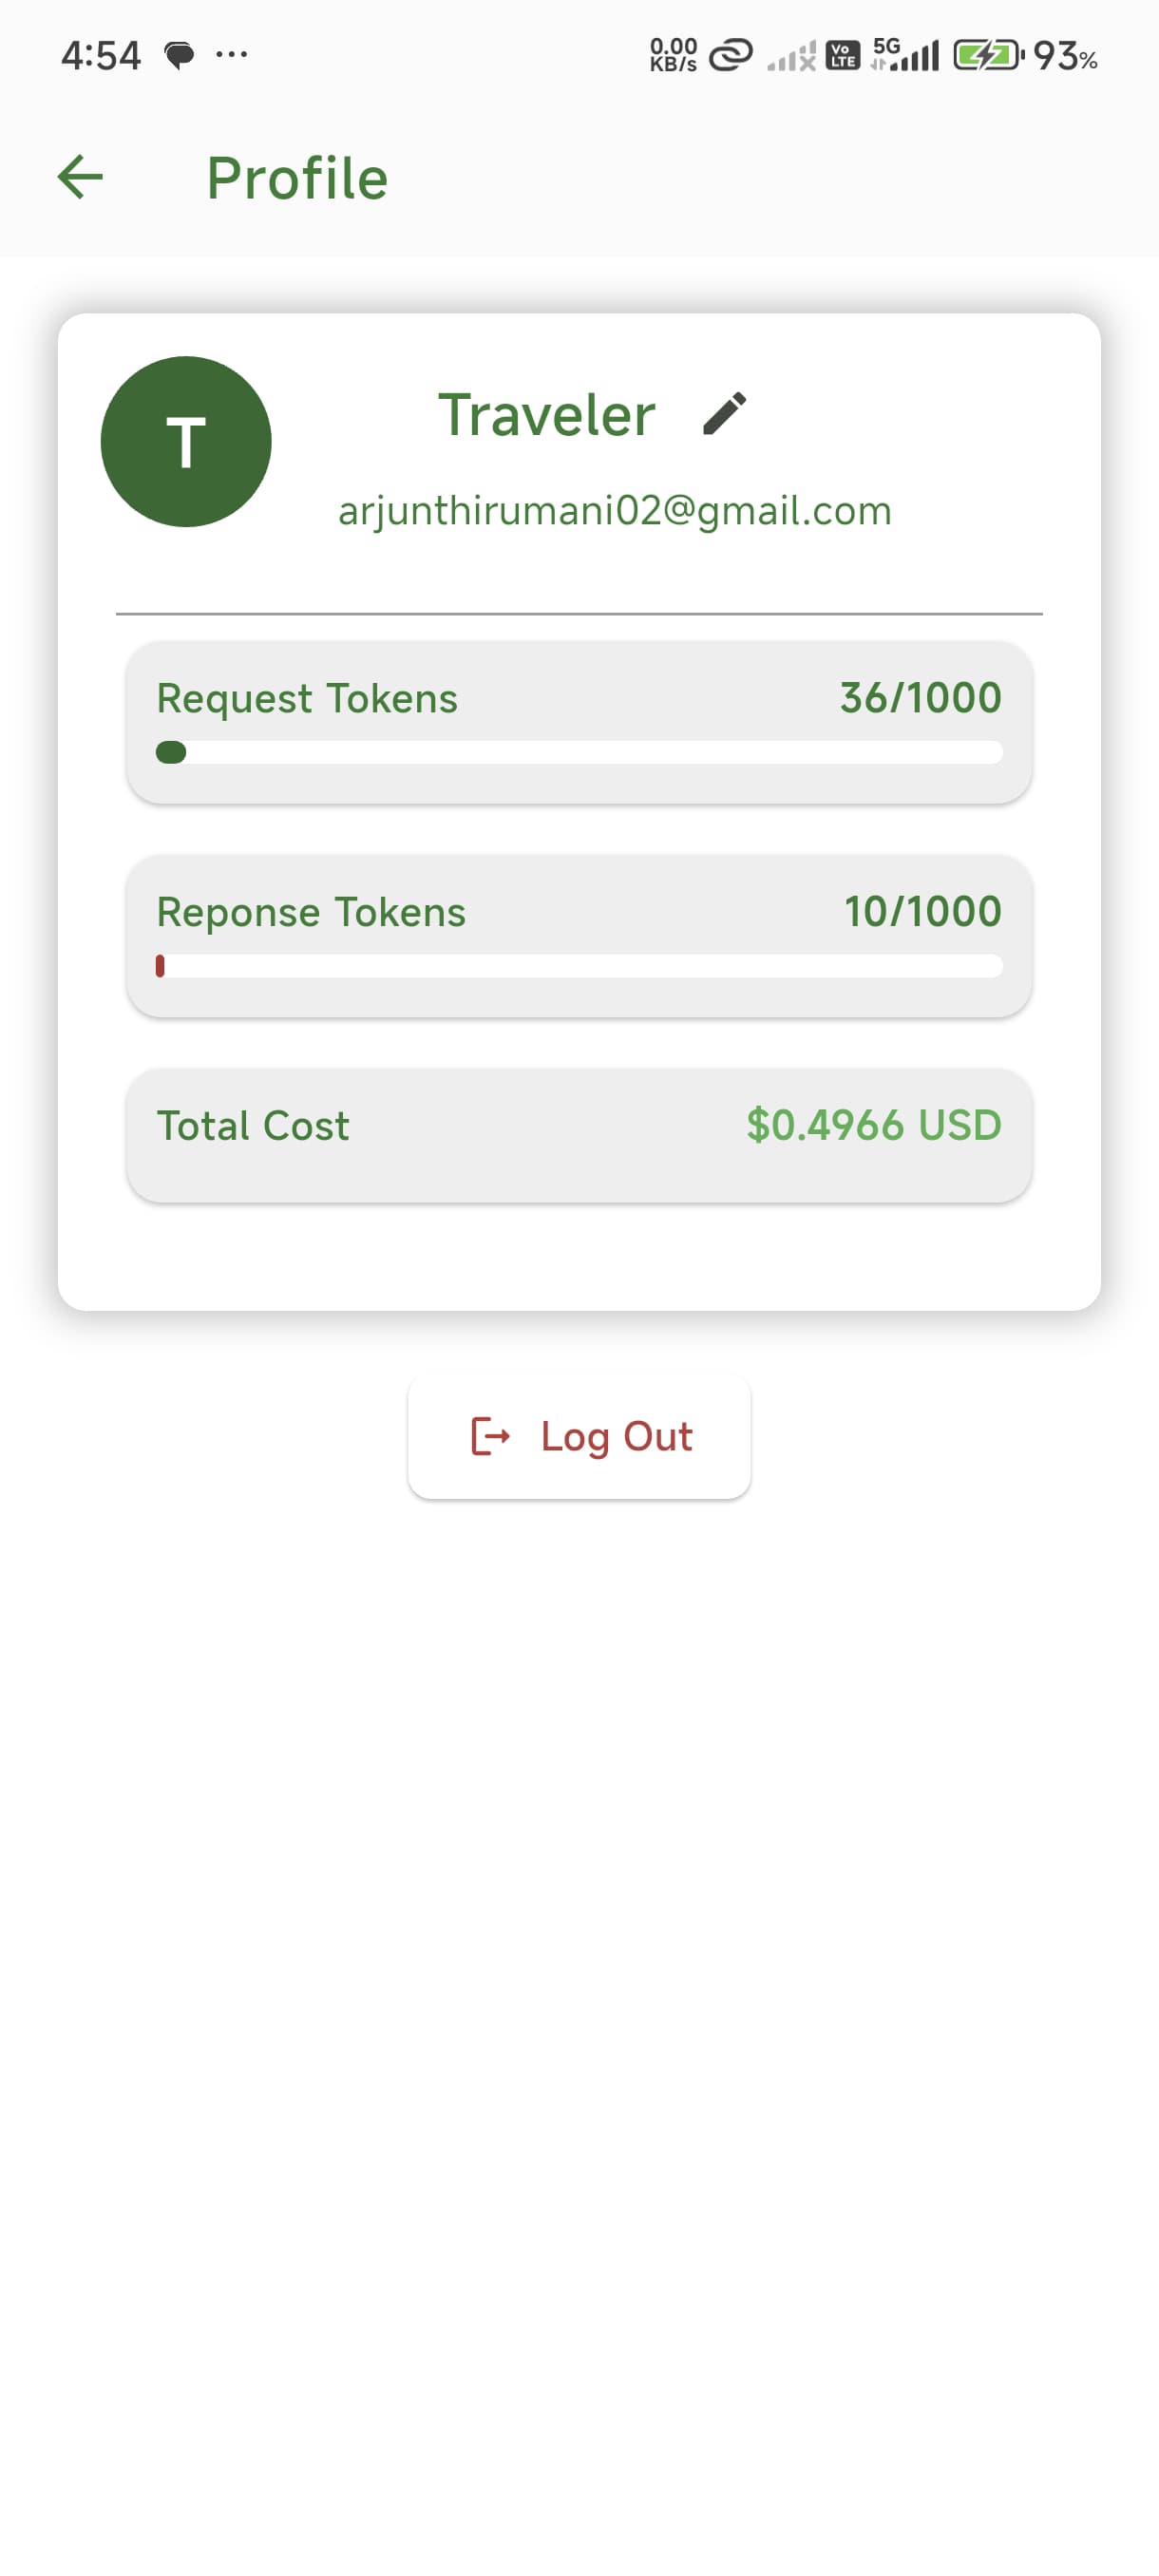 4:54
0.00
KB/s
Vo
LTE
5G
93%
Profile
T
Traveler
arjunthirumani02@gmail.com
Request Tokens 36/1000
Reponse Tokens 10/1000
Total Cost $0.4966 USD
Log Out